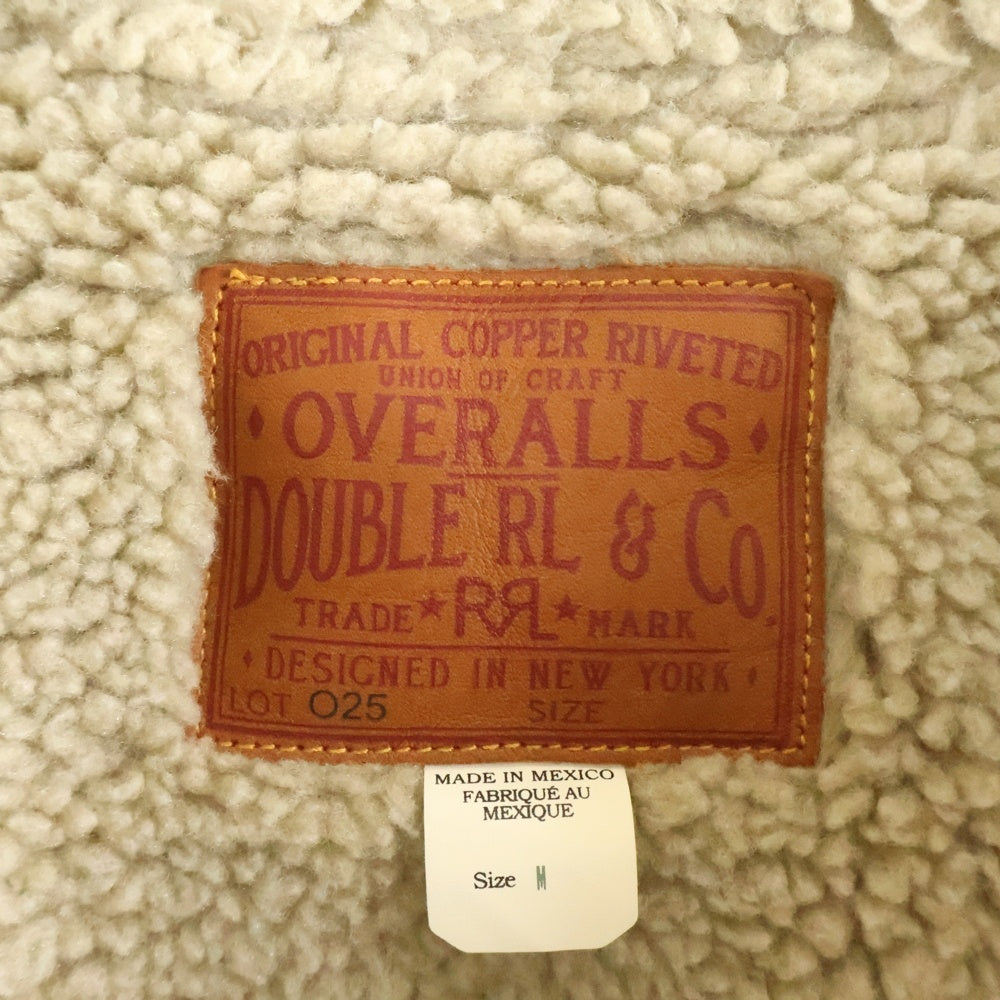 ORIGINAL COPPER RIVETED
UNION OF CRAFT
OVERALLS
DOUBLE RL & Co.
TRADE ★ RRL ★ MARK
DESIGNED IN NEW YORK
LOT 025 SIZE
MADE IN MEXICO
FABRIQUÉ AU
MEXIQUE
Size M